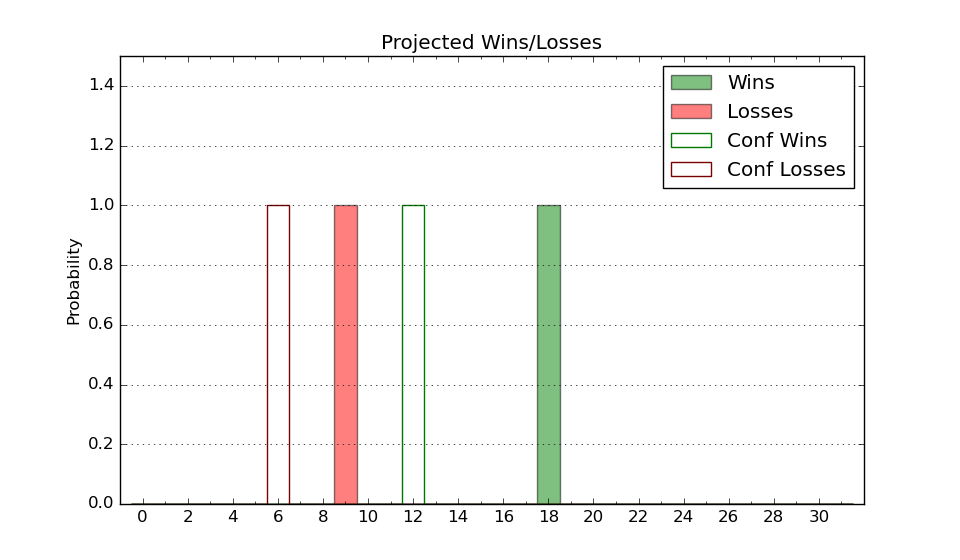 Projected Wins/Losses
Wins
Losses
Conf Wins
Conf Losses
Probability
1.4
1.2
1.0
0.8
0.6
0.4
0.2
0.0
0 2 4 6 8 10 12 14 16 18 20 22 24 26 28 30